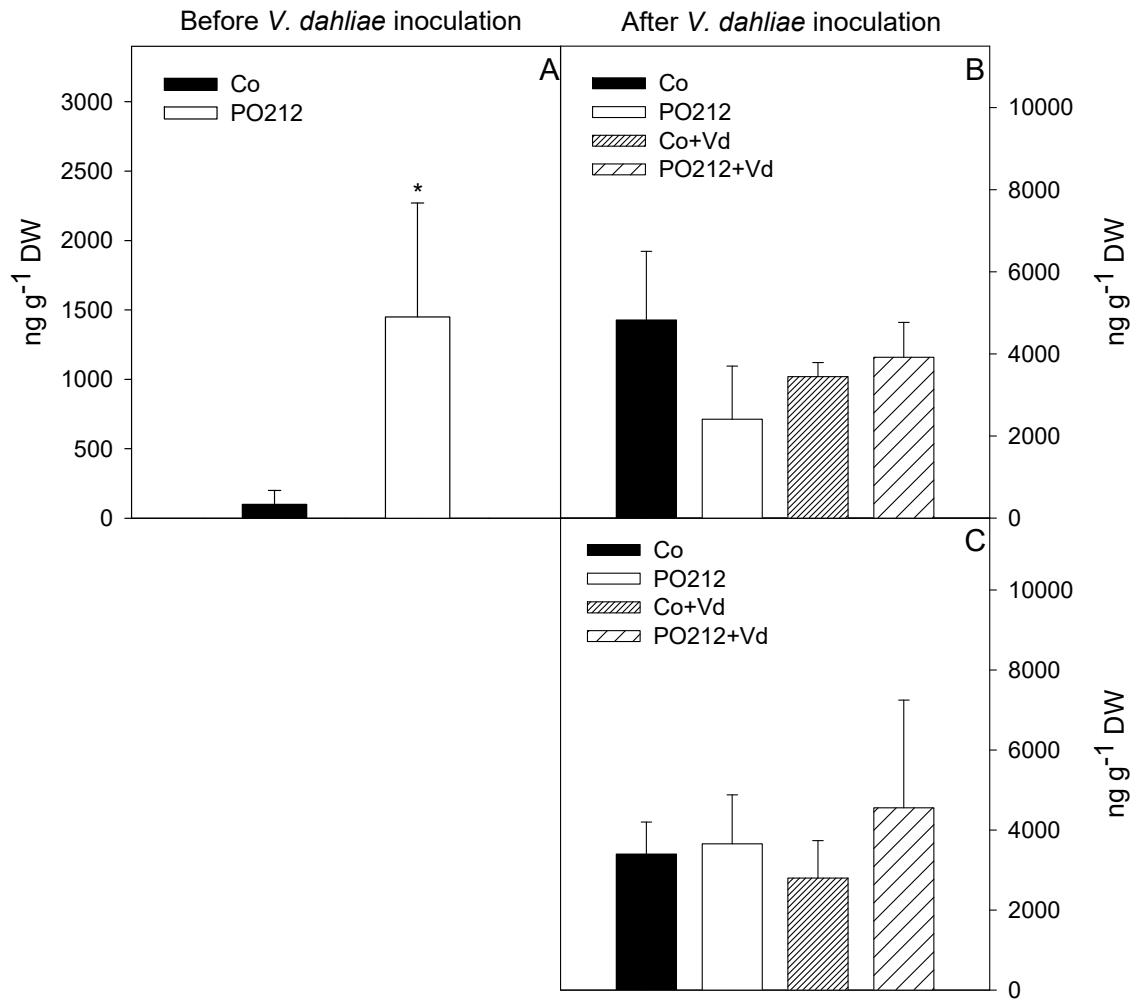 Before V. dahliae inoculation
After V. dahliae inoculation
A
Co
PO212
3000
2500
2000
1500
1000
500
0
ng g-1 DW
*
B
Co
PO212
Co+Vd
PO212+Vd
10000
8000
6000
4000
2000
0
ng g-1 DW
C
Co
PO212
Co+Vd
PO212+Vd
10000
8000
6000
4000
2000
0
ng g-1 DW